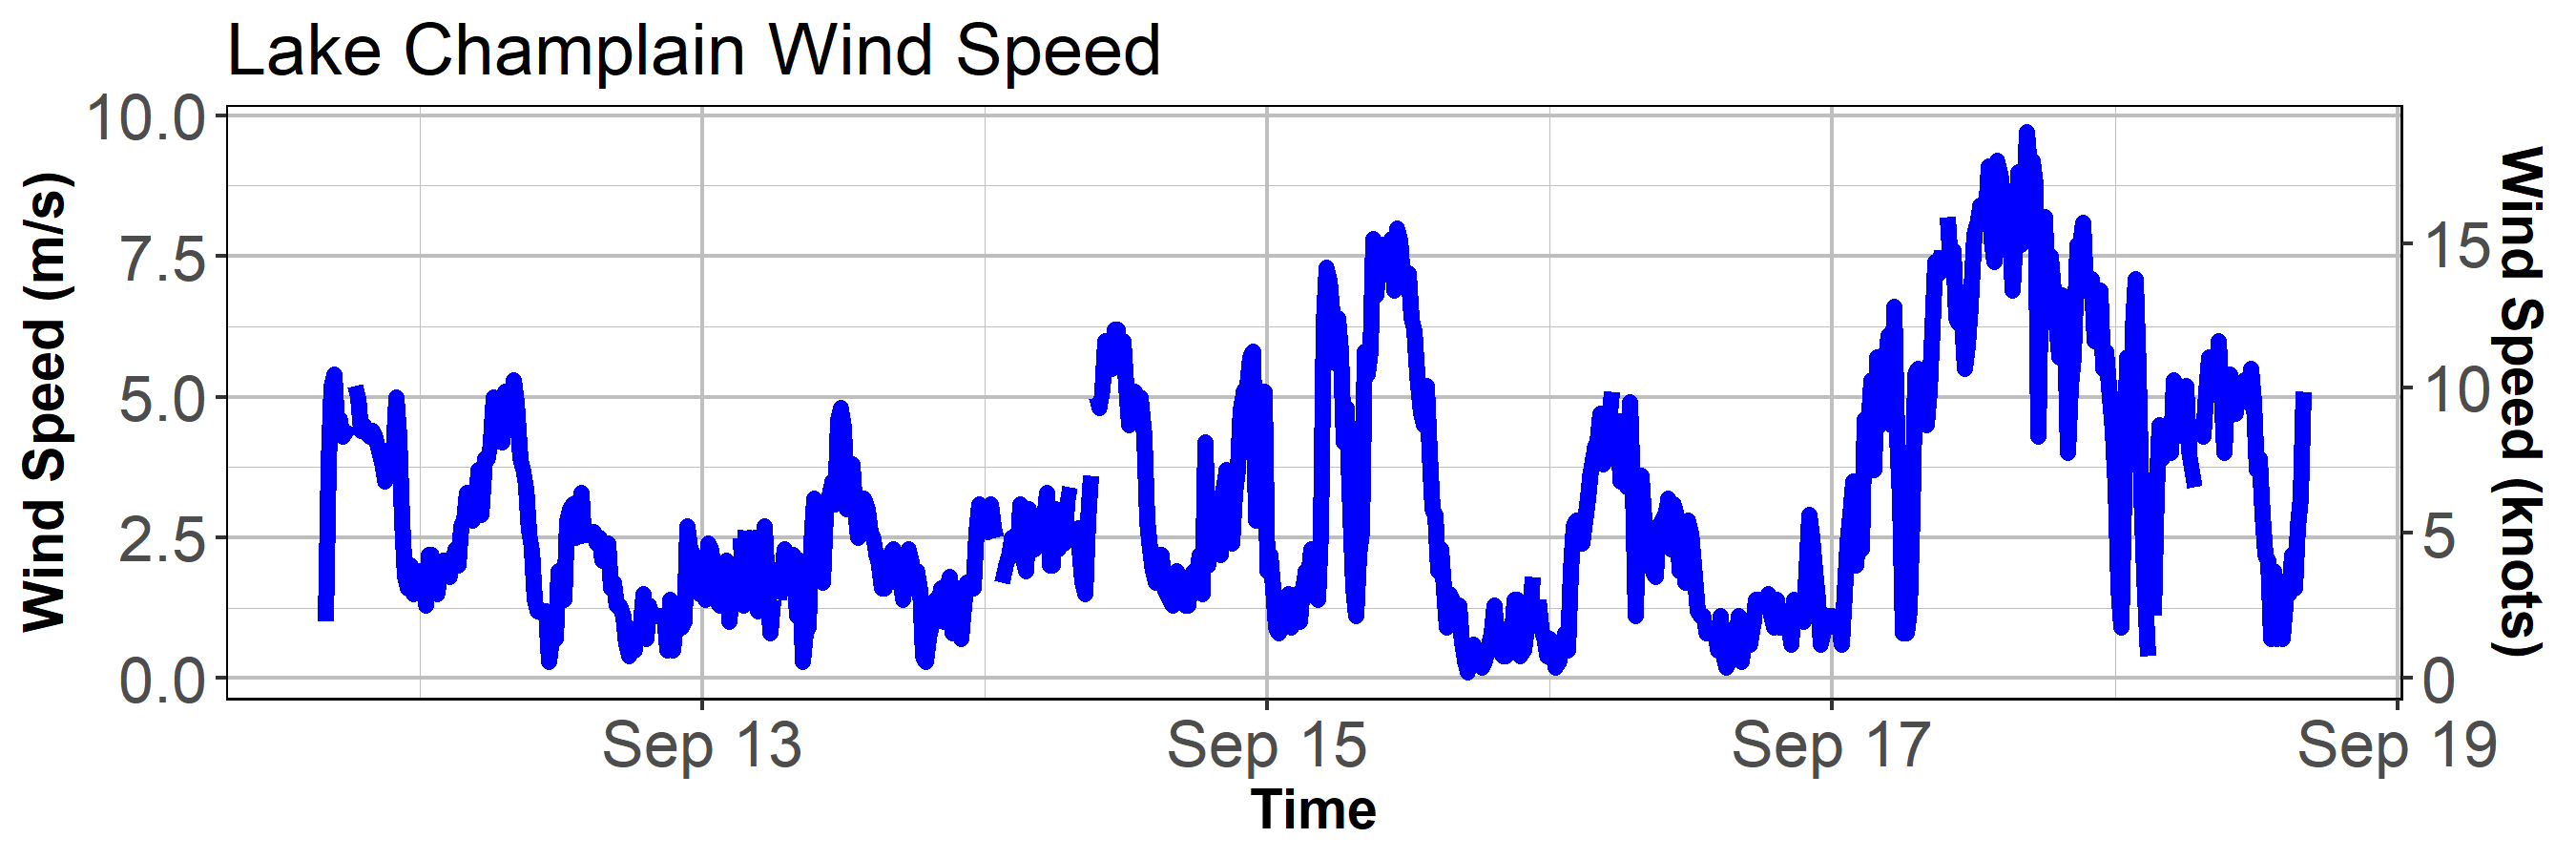 Lake Champlain Wind Speed
10.0
7.5
5.0
2.5
0.0
Wind Speed (m/s)
15
10
5
0
Wind Speed (knots)
Sep 13
Sep 15
Sep 17
Sep 19
Time